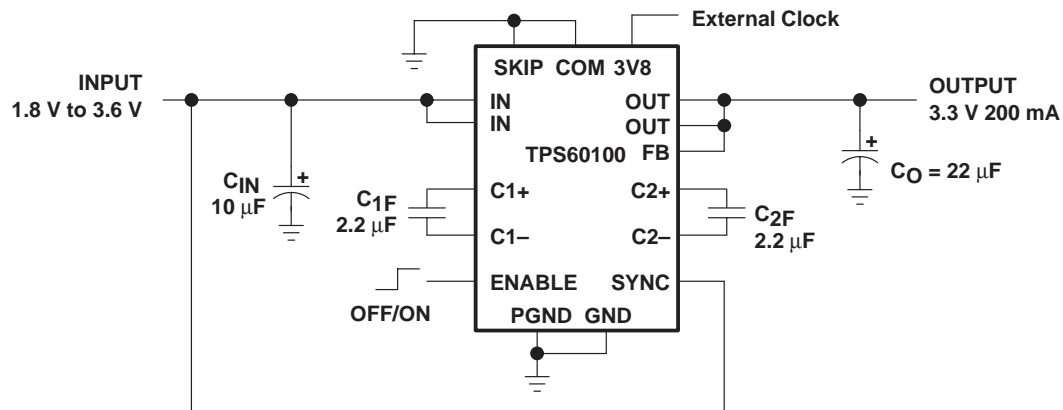 External Clock
SKIP COM 3V8
INPUT
1.8 V to 3.6 V
IN
IN
OUT
OUT
FB
TPS60100
OUTPUT
3.3 V 200 mA
+
CIN
10 μF
+
CO = 22 μF
C1F
2.2 μF
C1+
C1–
C2+
C2–
C2F
2.2 μF
ENABLE
SYNC
OFF/ON
PGND GND